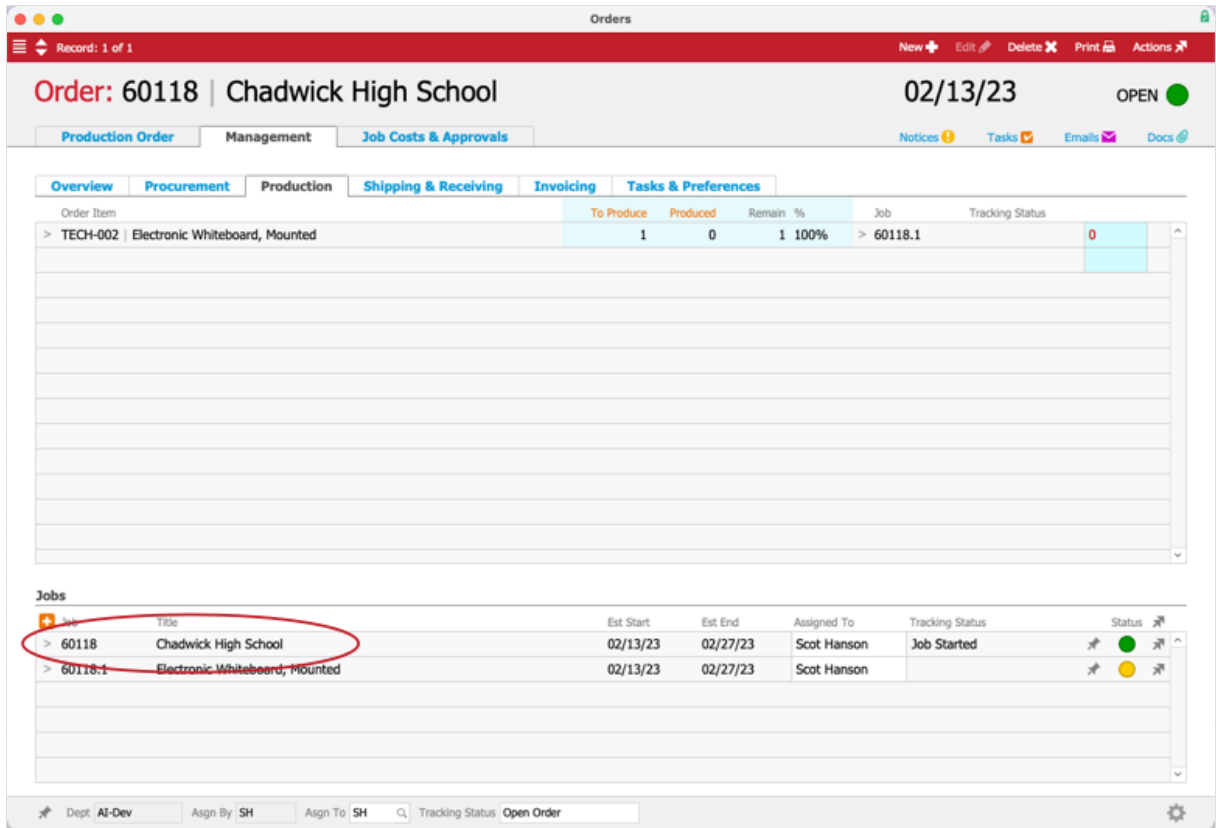 Orders
Record: 1 of 1 New Edit Delete Print Actions
Order: 60118 | Chadwick High School 02/13/23 OPEN
Production Order Management Job Costs & Approvals Notices Tasks Emails Docs
Overview Procurement Production Shipping & Receiving Invoicing Tasks & Preferences
Order Item To Produce Produced Remain % Job Tracking Status
> TECH-002 | Electronic Whiteboard, Mounted 1 0 1 100% > 60118.1 0
Jobs
Job Title Est Start Est End Assigned To Tracking Status Status
> 60118 Chadwick High School 02/13/23 02/27/23 Scot Hanson Job Started
> 60118.1 Electronic Whiteboard, Mounted 02/13/23 02/27/23 Scot Hanson
Dept AI-Dev Asgn By SH Asgn To SH Tracking Status Open Order